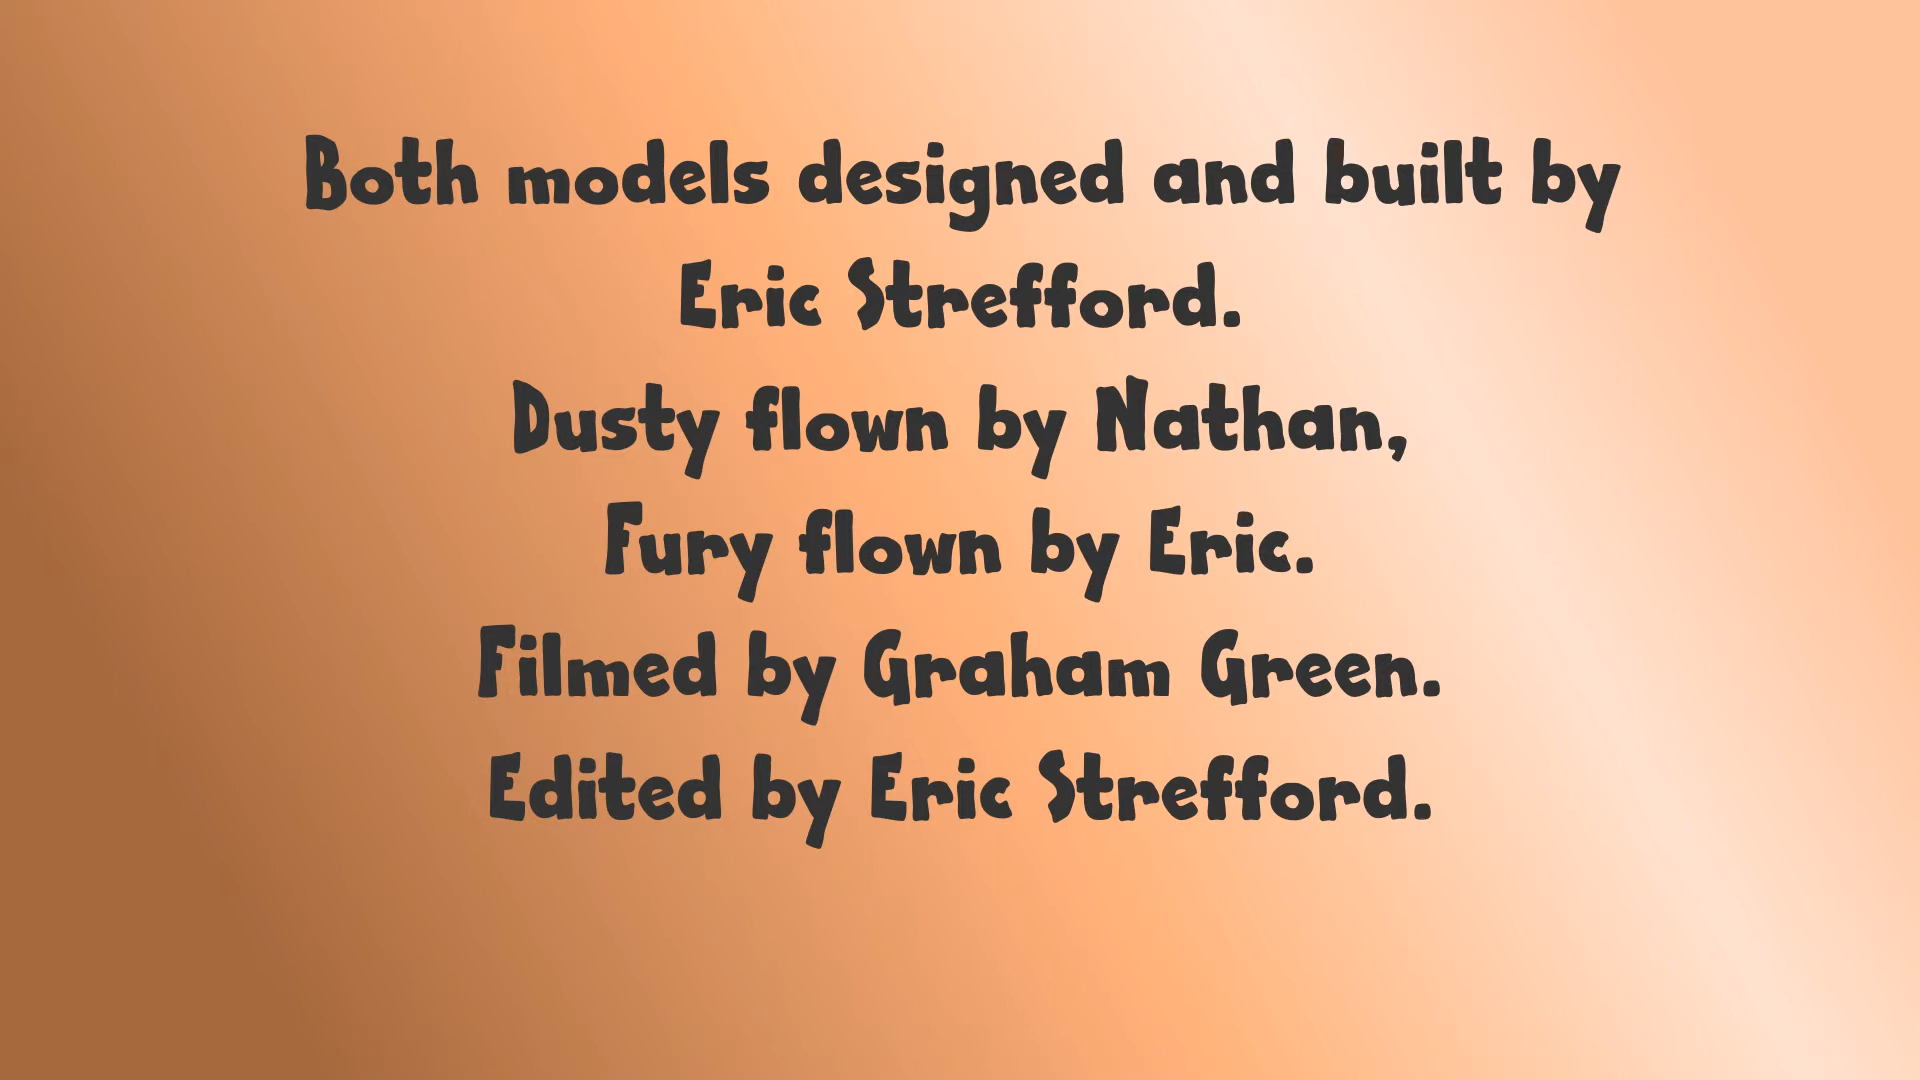 Both models designed and built by
Eric Strefford.
Dusty flown by Nathan,
Fury flown by Eric.
Filmed by Graham Green.
Edited by Eric Strefford.